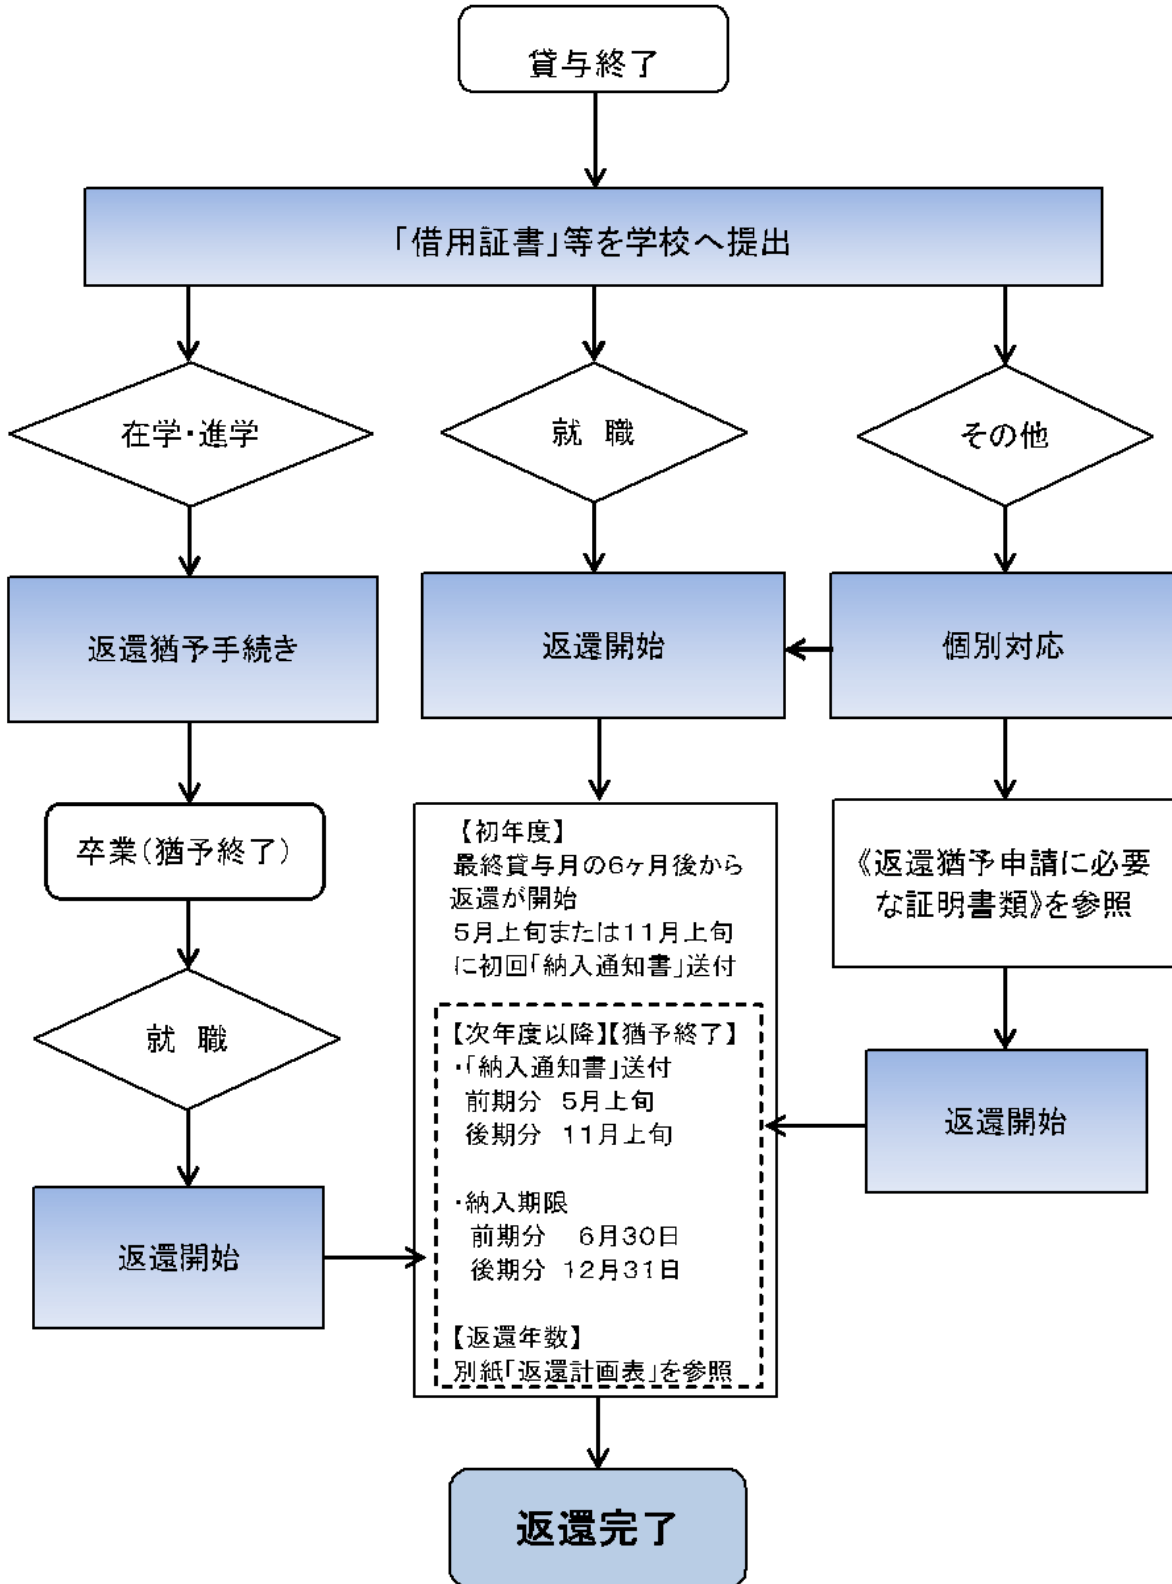 貸与終了
「借用証書」等を学校へ提出
在学・進学
就 職
その他
返還猶予手続き
返還開始
個別対応
卒業(猶予終了)
【初年度】
最終貸与月の6ヶ月後から
返還が開始
5月上旬または11月上旬
に初回「納入通知書」送付
《返還猶予申請に必要
な証明書類》を参照
就 職
【次年度以降】【猶予終了】
・「納入通知書」送付
前期分 5月上旬
後期分 11月上旬
返還開始
・納入期限
前期分 6月30日
後期分 12月31日
返還開始
【返還年数】
別紙「返還計画表」を参照
返還完了